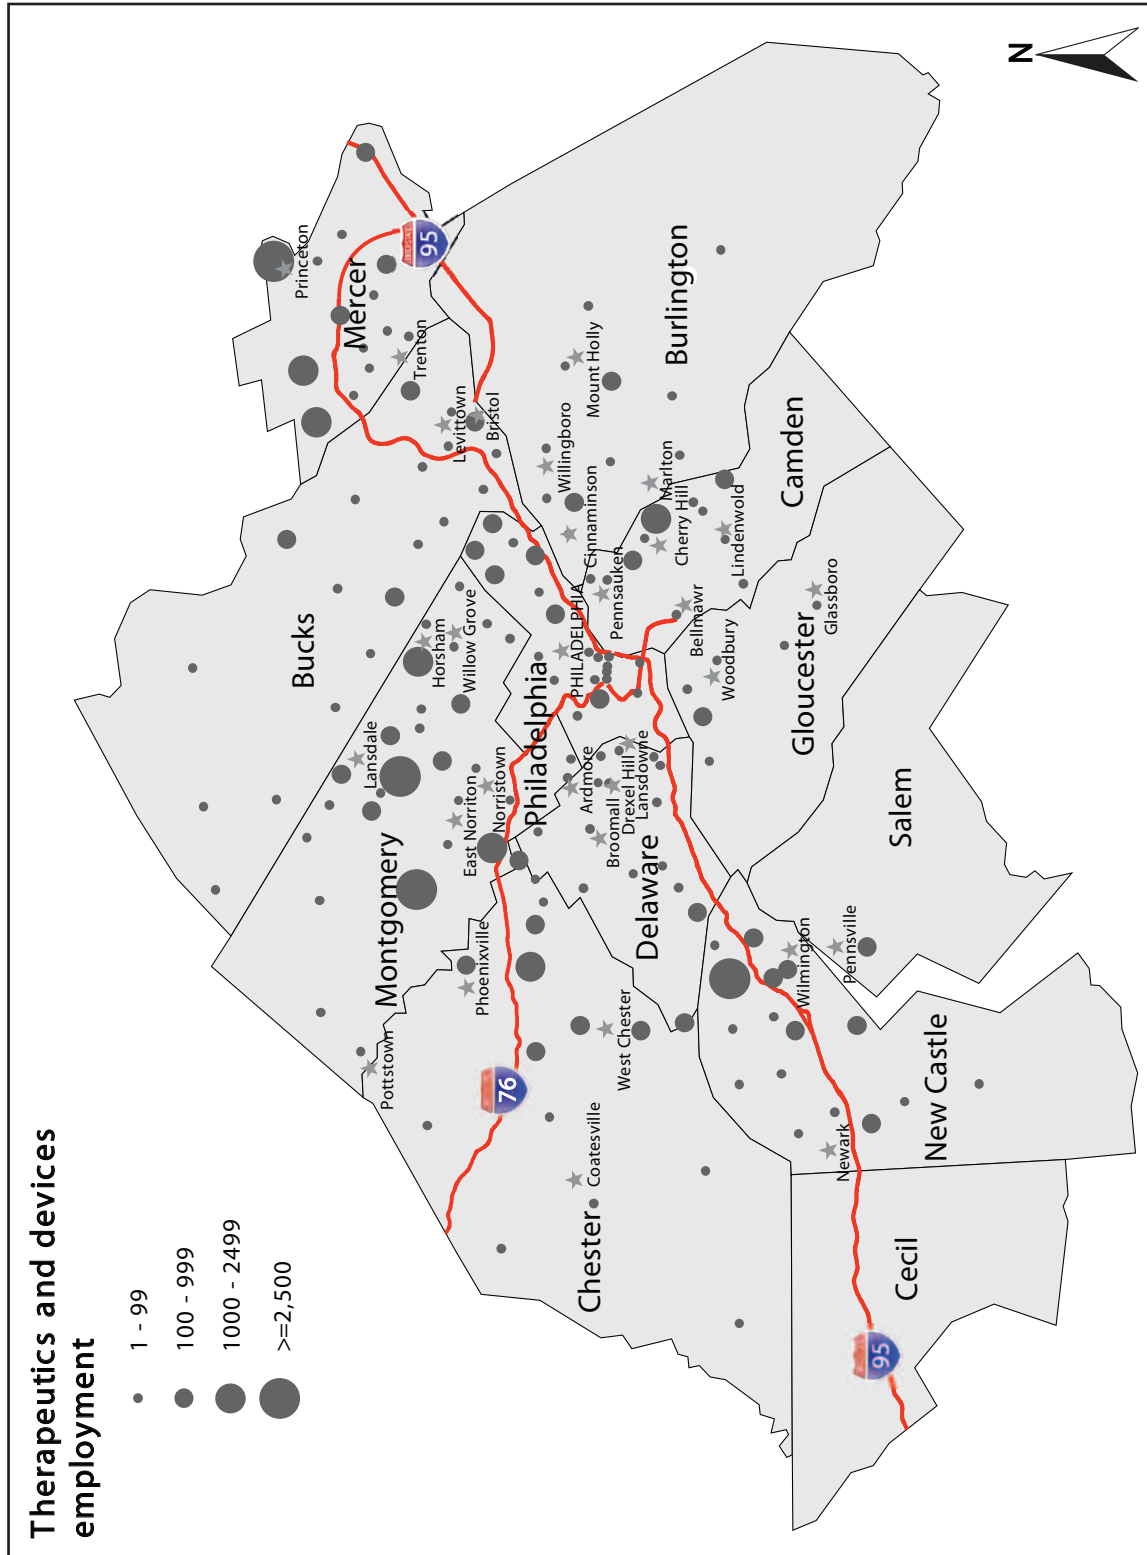 Therapeutics and devices
employment
1 - 99
100 - 999
1000 - 2499
>=2,500
N
Bucks
Mercer
Princeton
Trenton
Levittown
Bristol
Lansdale
Horsham
Willow Grove
Montgomery
Pottstown
Phoenixville
East Norriton
Norristown
Philadelphia
PHILADELPHIA
Burlington
Mount Holly
Willingboro
Cinnaminson
Pennsauken
Marlton
Cherry Hill
Lindenwold
Camden
Bellmawr
Woodbury
Glassboro
Gloucester
Salem
Pennsville
Ardmore
Broomall
Drexel Hill
Lansdowne
Delaware
West Chester
Coatesville
Chester
Wilmington
Newark
New Castle
Cecil
76
95
95